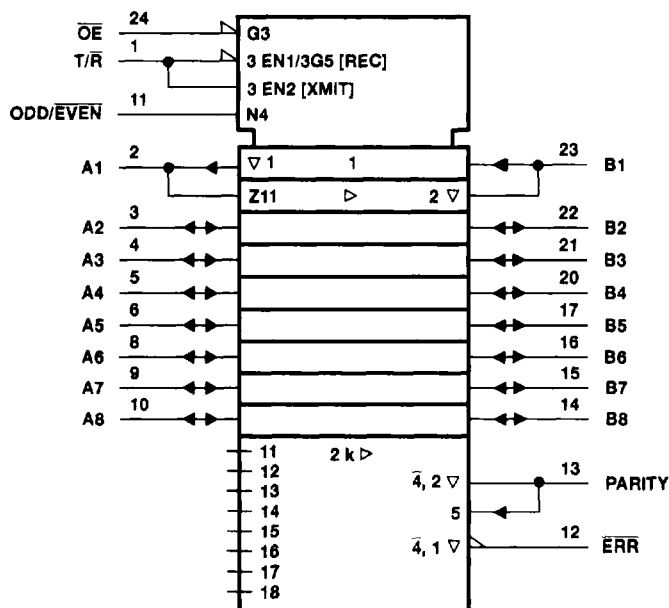 OE 24 G3
T/R 1 3 EN1/3G5 [REC]
3 EN2 [XMIT]
ODD/EVEN 11 N4
A1 2 ▽ 1 1 23 B1
Z11 ▷ 2 ▽
A2 3 22 B2
A3 4 21 B3
A4 5 20 B4
A5 6 17 B5
A6 8 16 B6
A7 9 15 B7
A8 10 14 B8
11 2 k ▷
12
13 4, 2 ▽ 13 PARITY
14 5
15
16 4, 1 ▽ 12 ERR
17
18